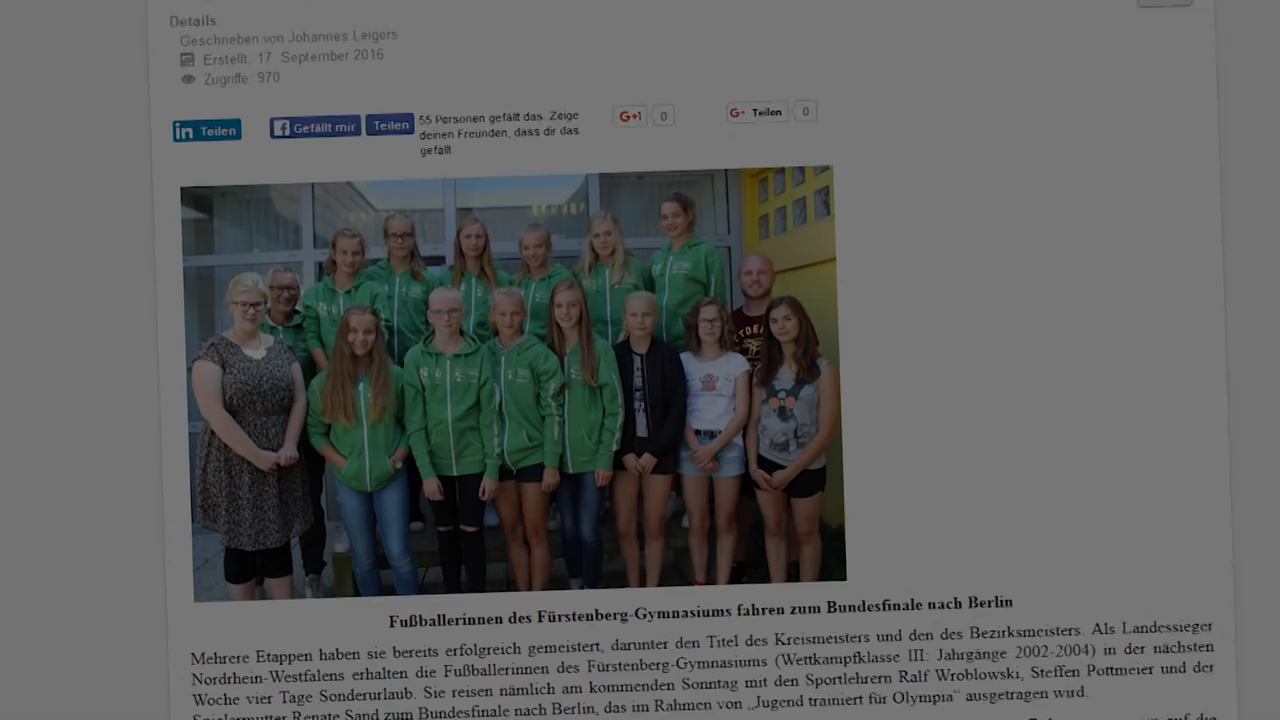 Details
Geschrieben von Johannes Leigers
Erstellt: 17. September 2016
Zugriffe: 970
in Teilen
f Gefällt mir
Teilen
55 Personen gefällt das. Zeige
deinen Freunden, dass dir das
gefällt.
G+1 0
G+ Teilen 0
Fußballerinnen des Fürstenberg-Gymnasiums fahren zum Bundesfinale nach Berlin
Mehrere Etappen haben sie bereits erfolgreich gemeistert, darunter den Titel des Kreismeisters und den des Bezirksmeisters. Als Landessieger
Nordrhein-Westfalens erhalten die Fußballerinnen des Fürstenberg-Gymnasiums (Wettkampfklasse III: Jahrgänge 2002-2004) in der nächsten
Woche vier Tage Sonderurlaub. Sie reisen nämlich am kommenden Sonntag mit den Sportlehrern Ralf Wroblowski, Steffen Pottmeier und der
Spielermutter Renate Sand zum Bundesfinale nach Berlin, das im Rahmen von „Jugend trainiert für Olympia“ ausgetragen wird.
auf die